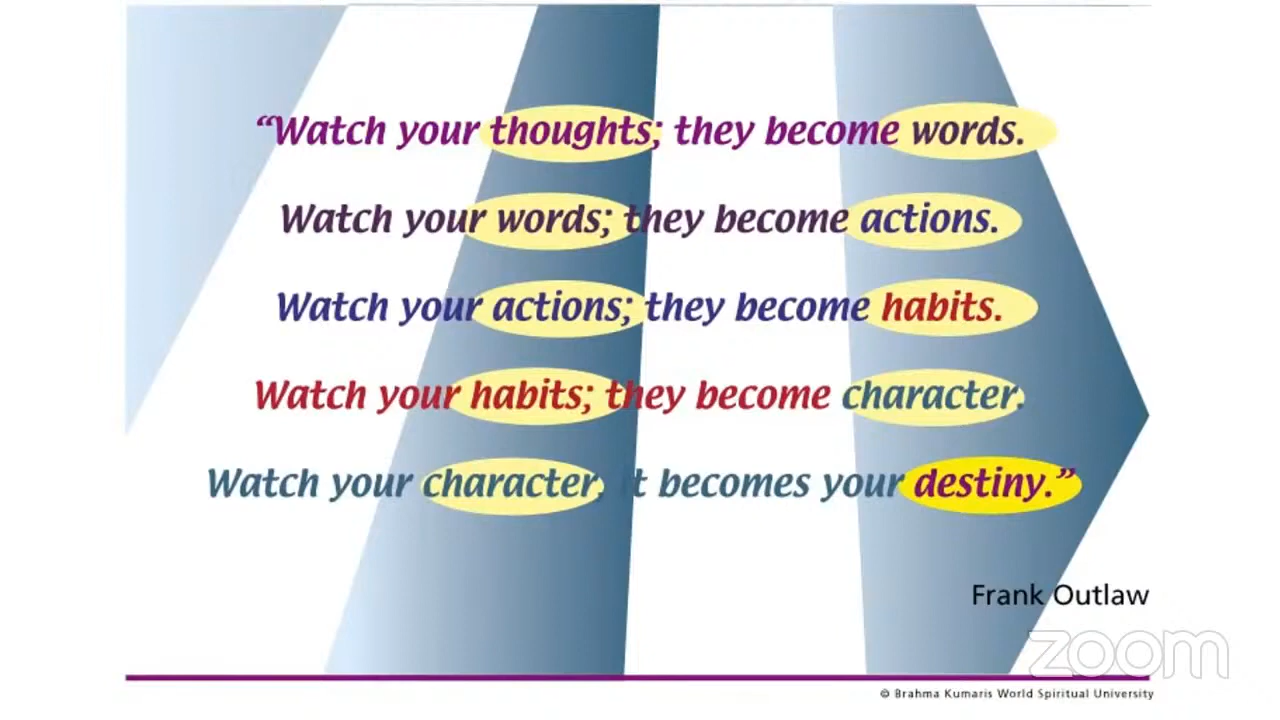 “Watch your thoughts; they become words.
Watch your words; they become actions.
Watch your actions; they become habits.
Watch your habits; they become character.
Watch your character; it becomes your destiny.”
Frank Outlaw
zoom
© Brahma Kumaris World Spiritual University